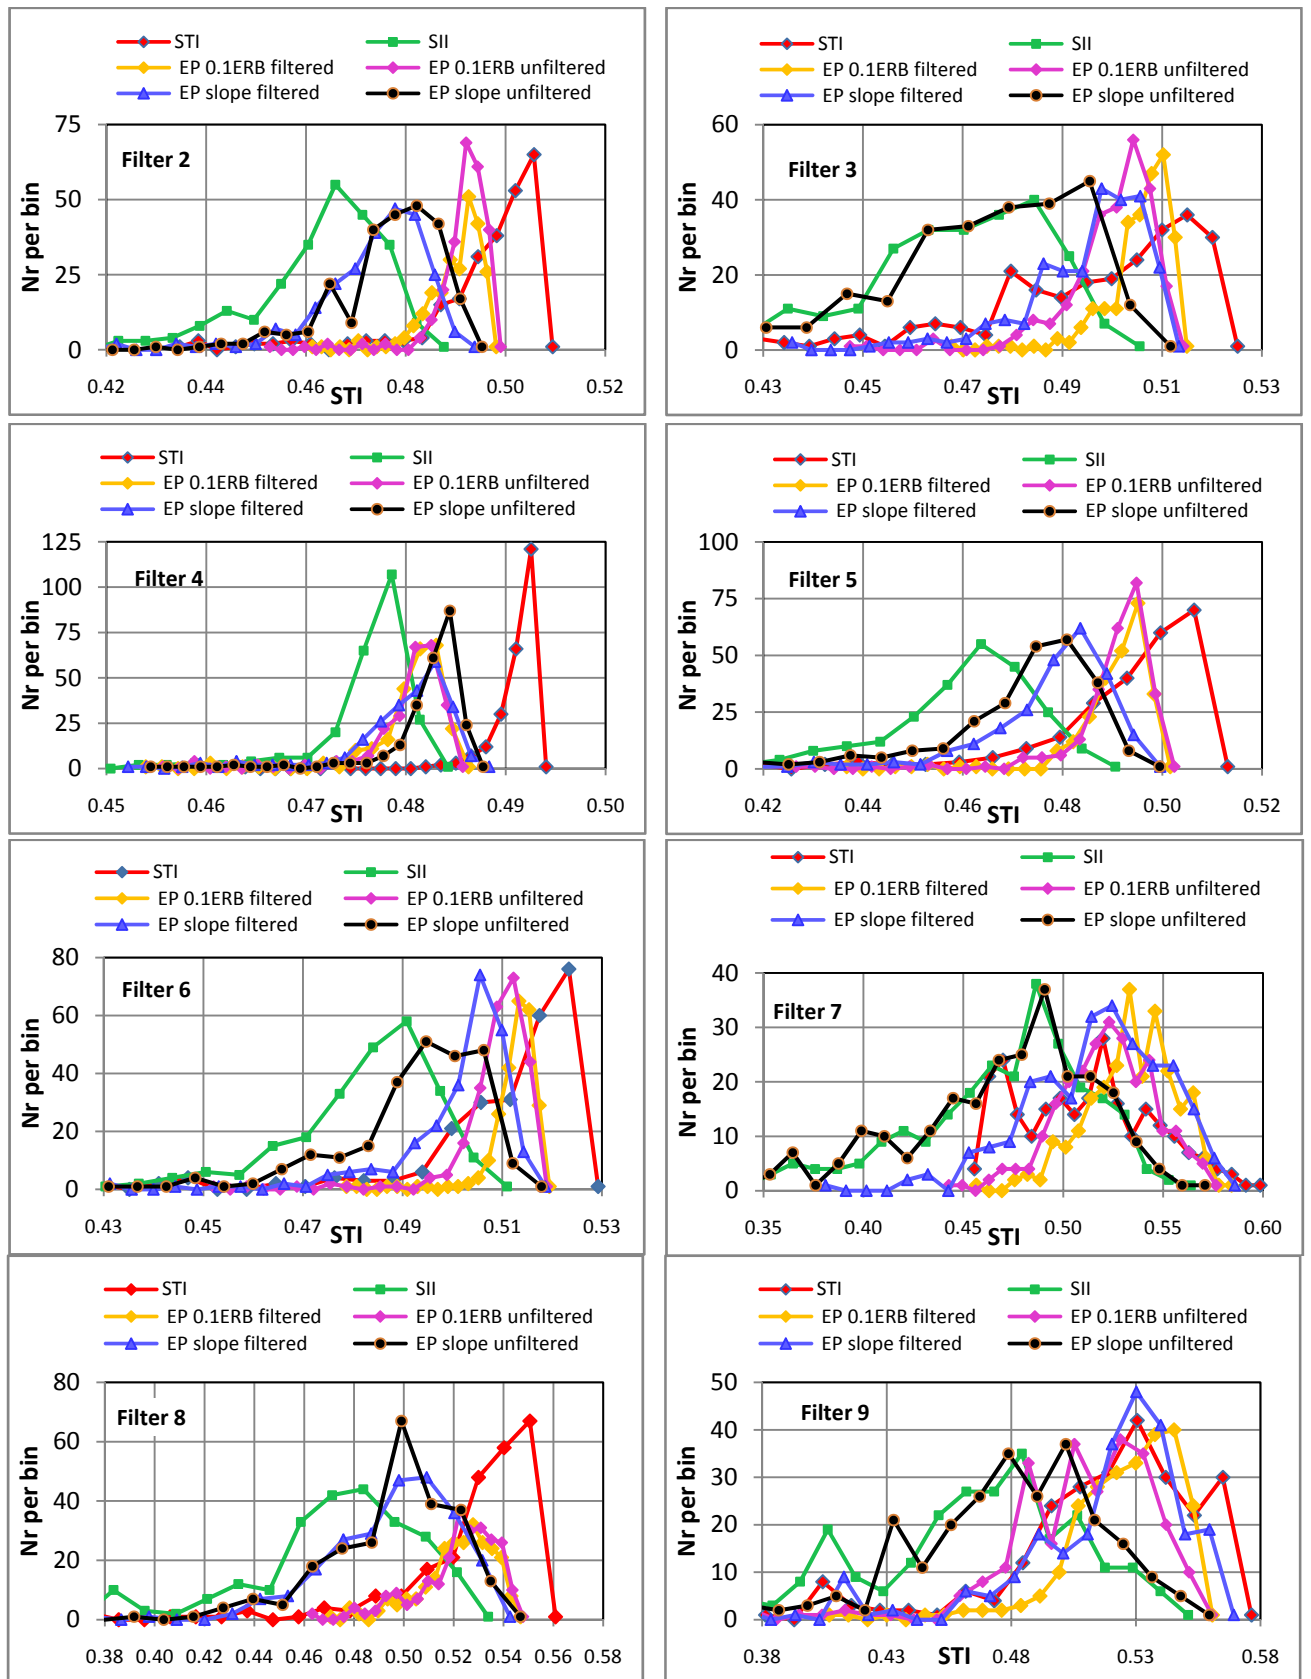 STI SII
EP 0.1ERB filtered EP 0.1ERB unfiltered
EP slope filtered EP slope unfiltered
75
50
25
0
Nr per bin
Filter 2
0.42 0.44 0.46 0.48 0.50 0.52
STI
STI SII
EP 0.1ERB filtered EP 0.1ERB unfiltered
EP slope filtered EP slope unfiltered
60
40
20
0
Nr per bin
Filter 3
0.43 0.45 0.47 0.49 0.51 0.53
STI
STI SII
EP 0.1ERB filtered EP 0.1ERB unfiltered
EP slope filtered EP slope unfiltered
125
100
75
50
25
0
Nr per bin
Filter 4
0.45 0.46 0.47 0.48 0.49 0.50
STI
STI SII
EP 0.1ERB filtered EP 0.1ERB unfiltered
EP slope filtered EP slope unfiltered
100
75
50
25
0
Nr per bin
Filter 5
0.42 0.44 0.46 0.48 0.50 0.52
STI
STI SII
EP 0.1ERB filtered EP 0.1ERB unfiltered
EP slope filtered EP slope unfiltered
80
60
40
20
0
Nr per bin
Filter 6
0.43 0.45 0.47 0.49 0.51 0.53
STI
STI SII
EP 0.1ERB filtered EP 0.1ERB unfiltered
EP slope filtered EP slope unfiltered
40
30
20
10
0
Nr per bin
Filter 7
0.35 0.40 0.45 0.50 0.55 0.60
STI
STI SII
EP 0.1ERB filtered EP 0.1ERB unfiltered
EP slope filtered EP slope unfiltered
80
60
40
20
0
Nr per bin
Filter 8
0.38 0.40 0.42 0.44 0.46 0.48 0.50 0.52 0.54 0.56 0.58
STI
STI SII
EP 0.1ERB filtered EP 0.1ERB unfiltered
EP slope filtered EP slope unfiltered
50
40
30
20
10
0
Nr per bin
Filter 9
0.38 0.43 0.48 0.53 0.58
STI